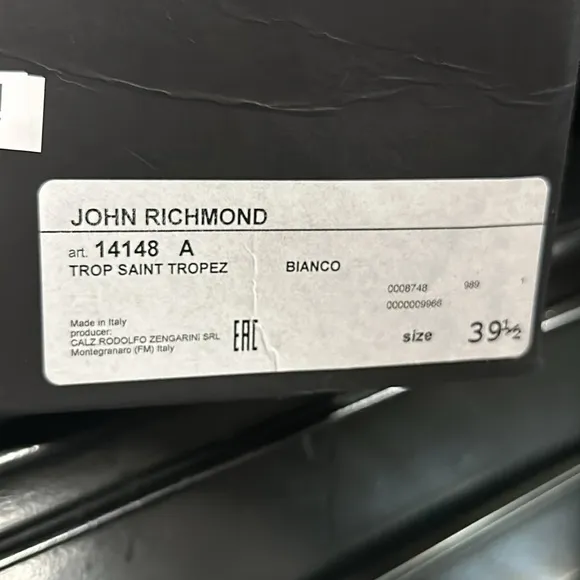 JOHN RICHMOND
art. 14148 A
TROP SAINT TROPEZ BIANCO
0008748 989
0000009966
Made in Italy
producer:
CALZ.RODOLFO ZENGARINI SRL
Montegranaro (FM) Italy
EAC
size 39½